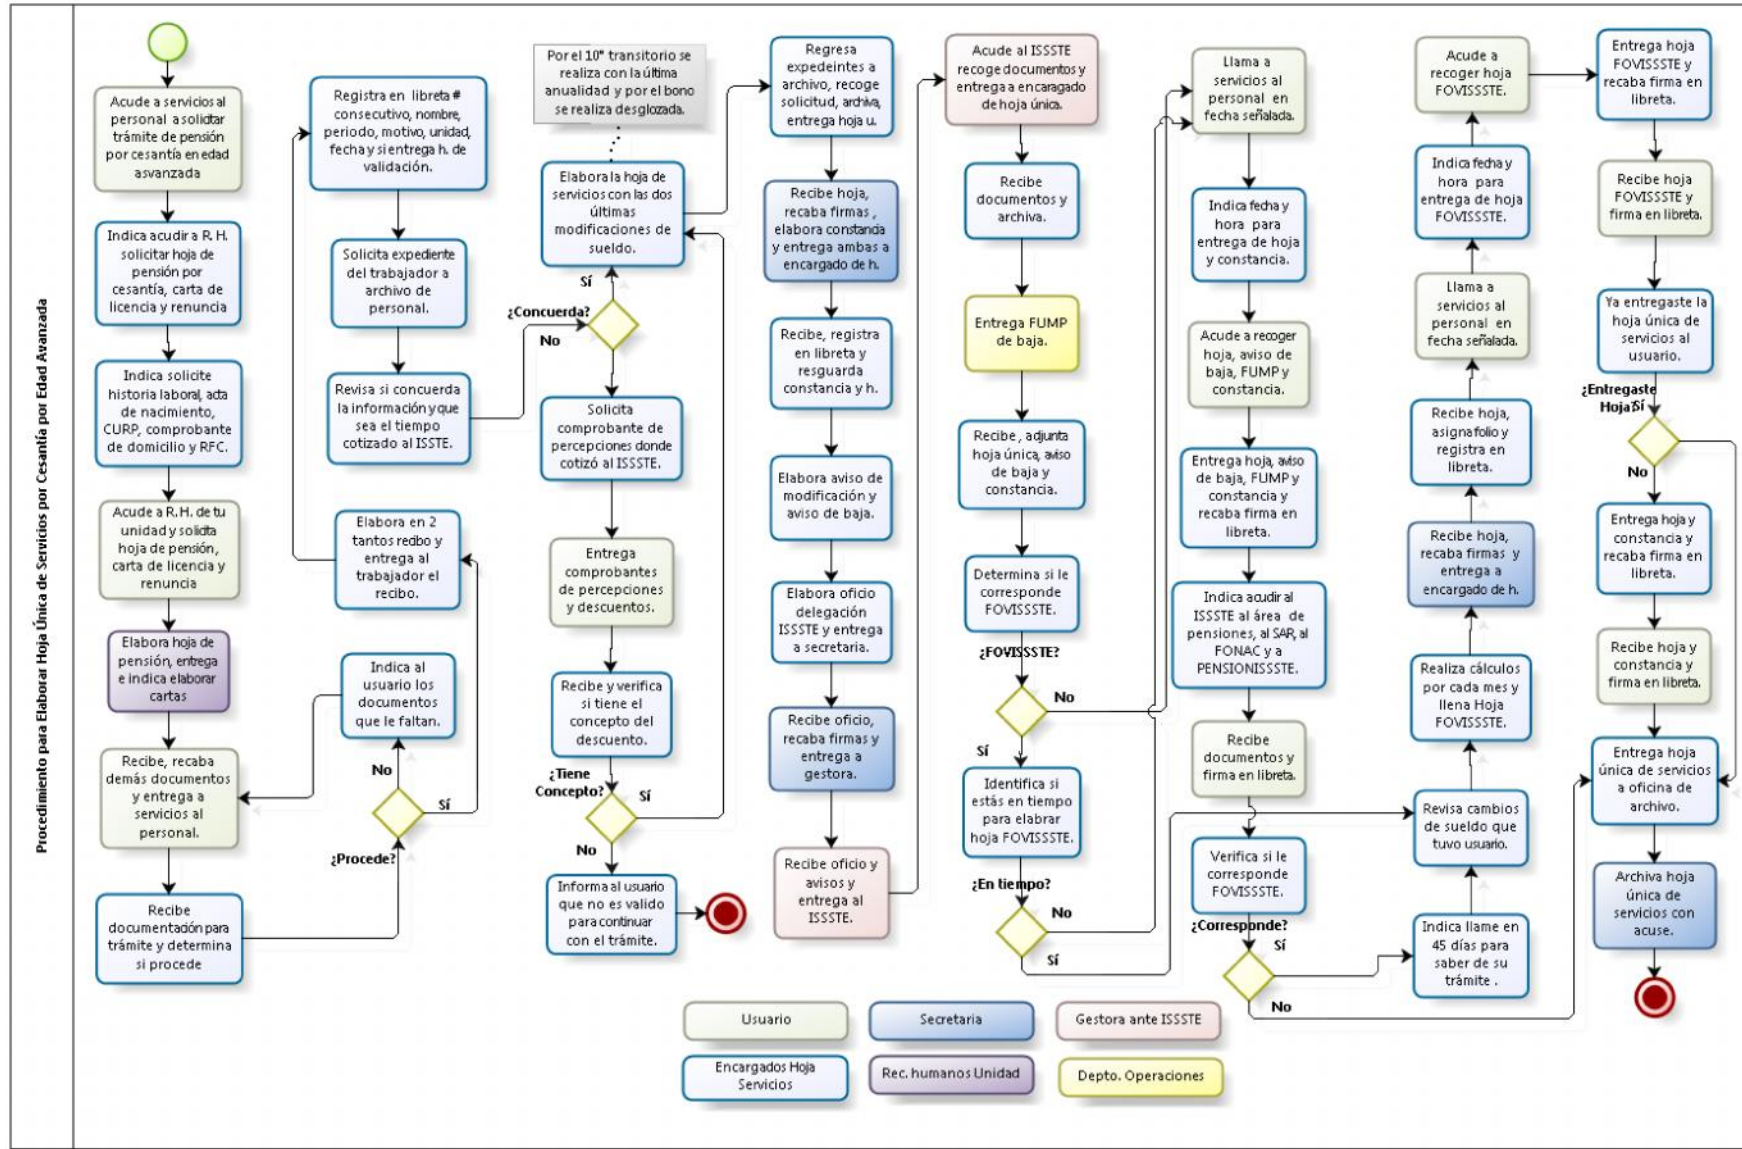 Procedimiento para Elaborar Hoja Única de Servicios por Cesantía por Edad Avanzada
Acude a servicios al
personal a solicitar
trámite de pensión
por cesantía en edad
asvanzada
Indica acudir a R. H.
solicitar hoja de
pensión por
cesantía, carta de
licencia y renuncia
Indica solicite
historia laboral, acta
de nacimiento,
CURP, comprobante
de domicilio y RFC.
Acude a R.H. de tu
unidad y solicita
hoja de pensión,
carta de licencia y
renuncia
Elabora hoja de
pensión, entrega
e indica elaborar
cartas
Recibe, recaba
demás documentos
y entrega a
servicios al
personal.
Recibe
documentación para
trámite y determina
si procede
Registra en libreta #
consecutivo, nombre,
periodo, motivo, unidad,
fecha y si entrega h. de
validación.
Solicita expediente
del trabajador a
archivo de
personal.
Revisa si concuerda
la información y que
sea el tiempo
cotizado al ISSTE.
Elabora en 2
tantos recibo y
entrega al
trabajador el
recibo.
Indica al
usuario los
documentos
que le faltan.
No
Sí
¿Procede?
Por el 10° transitorio se
realiza con la última
anualidad y por el bono
se realiza desglozada.
Elabora la hoja de
servicios con las dos
últimas
modificaciones de
sueldo.
Sí
¿Concuerda?
No
Solicita
comprobante de
percepciones donde
cotizó al ISSSTE.
Entrega
comprobantes
de percepciones
y descuentos.
Recibe y verifica
si tiene el
concepto del
descuento.
¿Tiene
Concepto?
Sí
No
Informa al usuario
que no es valido
para continuar
con el trámite.
Regresa
expedeintes a
archivo, recoge
solicitud, archiva,
entrega hoja u.
Recibe hoja,
recaba firmas ,
elabora constancia
y entrega ambas a
encargado de h.
Recibe, registra
en libreta y
resguarda
constancia y h.
Elabora aviso de
modificación y
aviso de baja.
Elabora oficio
delegación
ISSSTE y entrega
a secretaria.
Recibe oficio,
recaba firmas y
entrega a
gestora.
Recibe oficio y
avisos y
entrega al
ISSSTE.
Acude al ISSSTE
recoge documentos y
entrega a encaragado
de hoja única.
Recibe
documentos y
archiva.
Entrega FUMP
de baja.
Recibe , adjunta
hoja única, aviso
de baja y
constancia.
Determina si le
corresponde
FOVISSSTE.
¿FOVISSSTE?
No
Sí
Identifica si
estás en tiempo
para elabrar
hoja FOVISSSTE.
¿En tiempo?
No
Sí
Llama a
servicios al
personal en
fecha señalada.
Indica fecha y
hora para
entrega de hoja
y constancia.
Acude a recoger
hoja, aviso de
baja, FUMP y
constancia.
Entrega hoja, aviso
de baja, FUMP y
constancia y
recaba firma en
libreta.
Indica acudir al
ISSSTE al área de
pensiones, al SAR, al
FONAC y a
PENSIONISSSTE.
Recibe
documentos y
firma en libreta.
Verifica si le
corresponde
FOVISSSTE.
¿Corresponde?
Sí
No
Acude a
recoger hoja
FOVISSSTE.
Indica fecha y
hora para
entrega de hoja
FOVISSSTE.
Llama a
servicios al
personal en
fecha señalada.
Recibe hoja,
asigna folio y
registra en
libreta.
Recibe hoja,
recaba firmas y
entrega a
encargado de h.
Realiza cálculos
por cada mes y
llena Hoja
FOVISSSTE.
Revisa cambios
de sueldo que
tuvo usuario.
Indica llame en
45 días para
saber de su
trámite .
Entrega hoja
FOVISSSTE y
recaba firma en
libreta.
Recibe hoja
FOVISSSTE y
firma en libreta.
Ya entregaste la
hoja única de
servicios al
usuario.
¿Entregaste
Hoja?
Sí
No
Entrega hoja y
constancia y
recaba firma en
libreta.
Recibe hoja y
constancia y
firma en libreta.
Entrega hoja
única de servicios
a oficina de
archivo.
Archiva hoja
única de
servicios con
acuse.
Usuario
Secretaria
Gestora ante ISSSTE
Encargados Hoja
Servicios
Rec. humanos Unidad
Depto. Operaciones